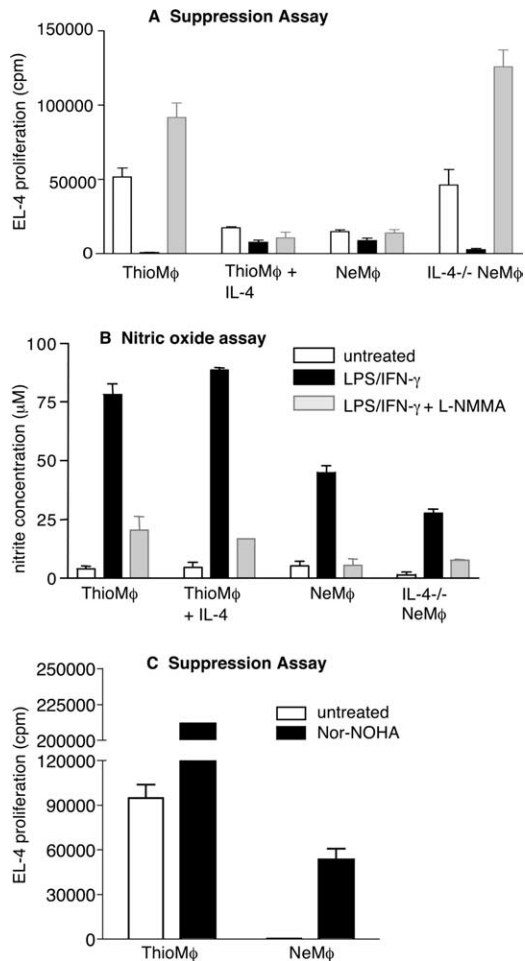 A Suppression Assay
EL-4 proliferation (cpm)
150000
100000
50000
0
ThioMϕ
ThioMϕ +
IL-4
NeMϕ
IL-4-/- NeMϕ
B Nitric oxide assay
untreated
LPS/IFN-γ
LPS/IFN-γ + L-NMMA
nitrite concentration (μM)
100
75
50
25
0
ThioMϕ
ThioMϕ
+ IL-4
NeMϕ
IL-4-/-
NeMϕ
C Suppression Assay
untreated
Nor-NOHA
EL-4 proliferation (cpm)
250000
225000
200000
120000
90000
60000
30000
0
ThioMϕ
NeMϕ